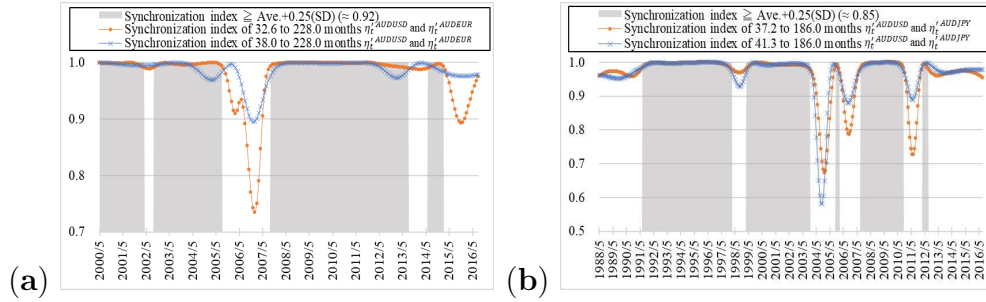 Synchronization index ≧ Ave.+0.25(SD) (≈ 0.92)
Synchronization index of 32.6 to 228.0 months η′ₜᴬᵁᴰᵁˢᴰ and η′ₜᴬᵁᴰᴱᵁᴿ
Synchronization index of 38.0 to 228.0 months η′ₜᴬᵁᴰᵁˢᴰ and η′ₜᴬᵁᴰᴱᵁᴿ
1.0
0.9
0.8
0.7
2000/5 2001/5 2002/5 2003/5 2004/5 2005/5 2006/5 2007/5 2008/5 2009/5 2010/5 2011/5 2012/5 2013/5 2014/5 2015/5 2016/5
(a)
Synchronization index ≧ Ave.+0.25(SD) (≈ 0.85)
Synchronization index of 37.2 to 186.0 months η′ₜᴬᵁᴰᵁˢᴰ and η′ₜᴬᵁᴰᴶᴾʸ
Synchronization index of 41.3 to 186.0 months η′ₜᴬᵁᴰᵁˢᴰ and η′ₜᴬᵁᴰᴶᴾʸ
1.0
0.9
0.8
0.7
0.6
0.5
1988/5 1989/5 1990/5 1991/5 1992/5 1993/5 1994/5 1995/5 1996/5 1997/5 1998/5 1999/5 2000/5 2001/5 2002/5 2003/5 2004/5 2005/5 2006/5 2007/5 2008/5 2009/5 2010/5 2011/5 2012/5 2013/5 2014/5 2015/5 2016/5
(b)